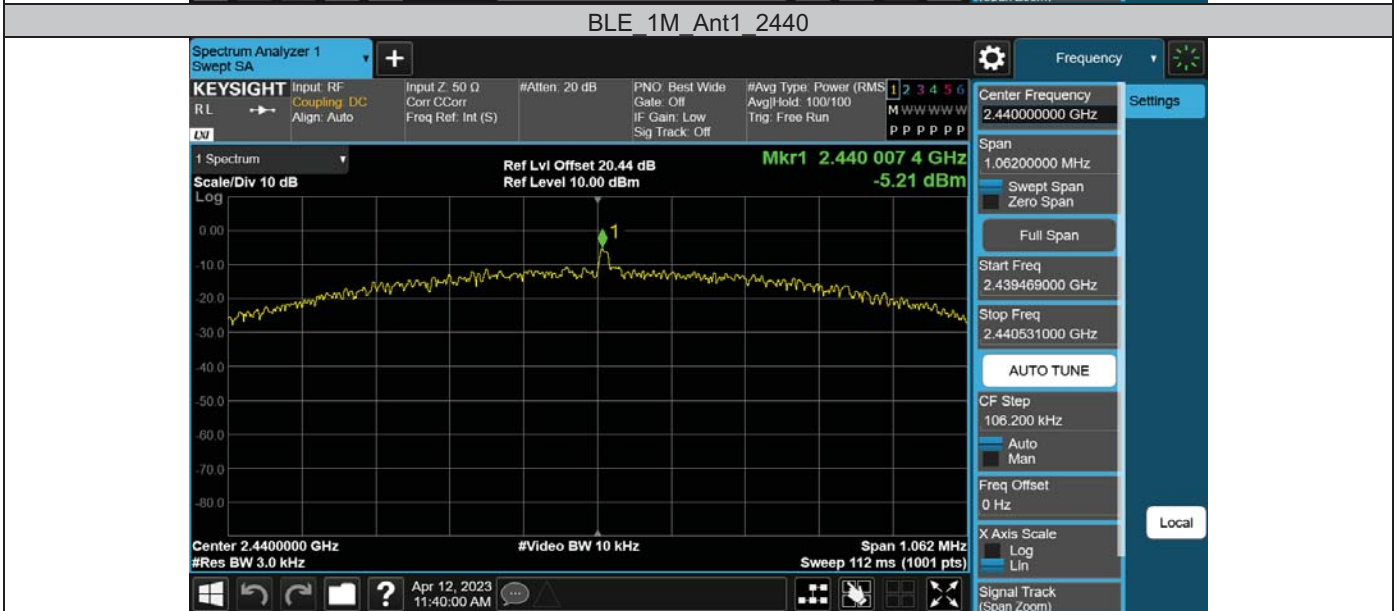 (Span Zoom)
BLE_1M_Ant1_2440
Spectrum Analyzer 1
Swept SA
+
Frequency
KEYSIGHT
RL
LXI
Input: RF
Coupling: DC
Align: Auto
Input Z: 50 Ω
Corr CCorr
Freq Ref: Int (S)
#Atten: 20 dB
PNO: Best Wide
Gate: Off
IF Gain: Low
Sig Track: Off
#Avg Type: Power (RMS
Avg|Hold: 100/100
Trig: Free Run
1 2 3 4 5 6
M W W W W W
P P P P P P
1 Spectrum
Scale/Div 10 dB
Log
Ref Lvl Offset 20.44 dB
Ref Level 10.00 dBm
Mkr1 2.440 007 4 GHz
-5.21 dBm
1
0.00
-10.0
-20.0
-30.0
-40.0
-50.0
-60.0
-70.0
-80.0
Center 2.4400000 GHz
#Res BW 3.0 kHz
#Video BW 10 kHz
Span 1.062 MHz
Sweep 112 ms (1001 pts)
?
Apr 12, 2023
11:40:00 AM
Center Frequency
2.440000000 GHz
Span
1.06200000 MHz
Swept Span
Zero Span
Full Span
Start Freq
2.439469000 GHz
Stop Freq
2.440531000 GHz
AUTO TUNE
CF Step
106.200 kHz
Auto
Man
Freq Offset
0 Hz
X Axis Scale
Log
Lin
Signal Track
(Span Zoom)
Settings
Local